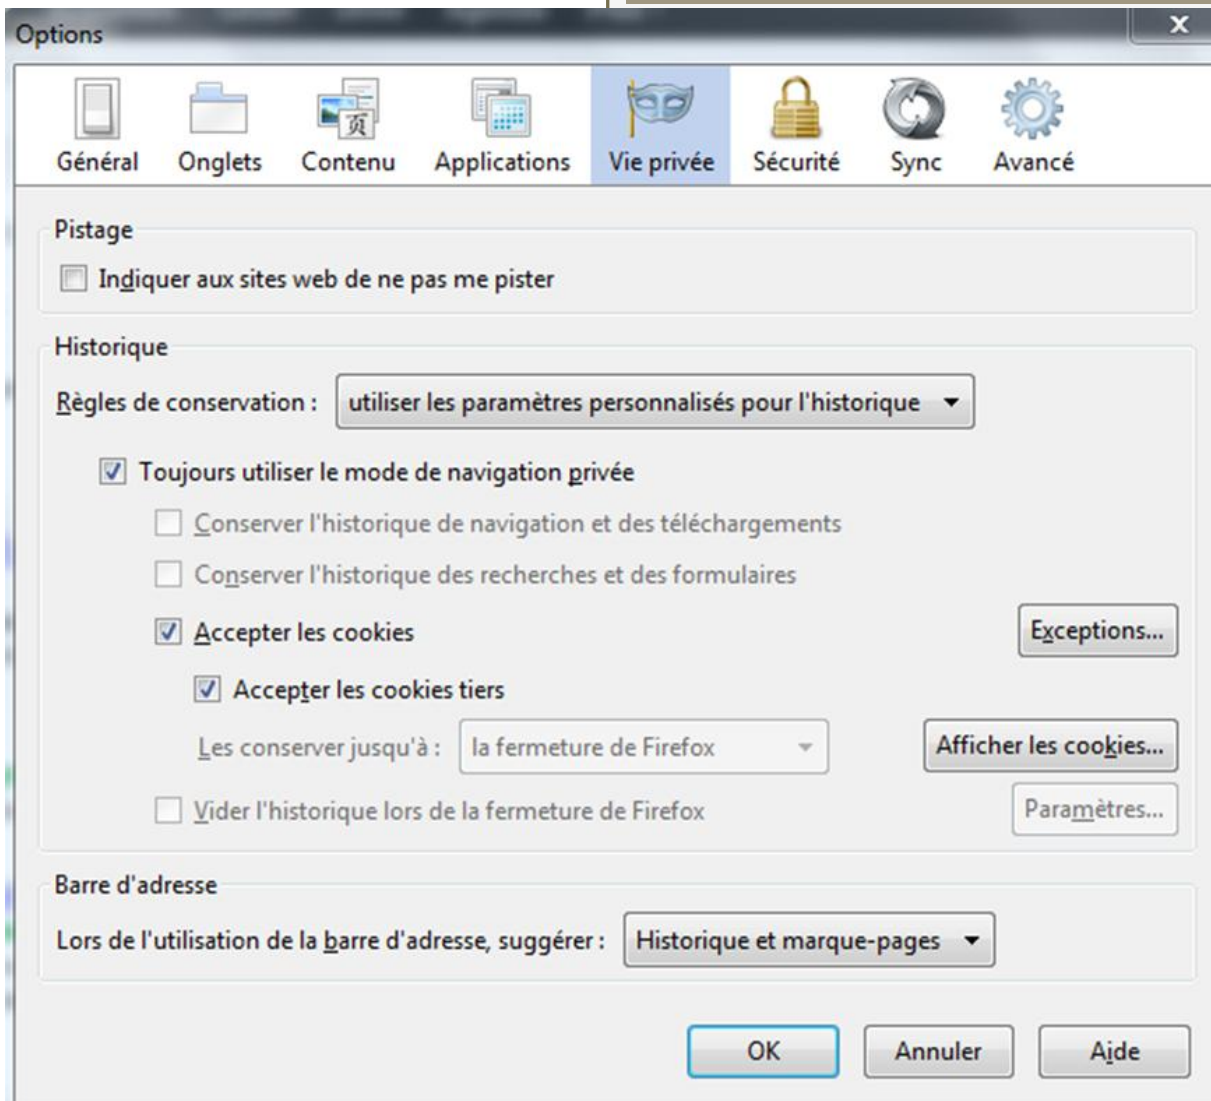 Options
Général Onglets Contenu Applications Vie privée Sécurité Sync Avancé
Pistage
Indiquer aux sites web de ne pas me pister
Historique
Règles de conservation : utiliser les paramètres personnalisés pour l'historique
Toujours utiliser le mode de navigation privée
Conserver l'historique de navigation et des téléchargements
Conserver l'historique des recherches et des formulaires
Accepter les cookies Exceptions...
Accepter les cookies tiers
Les conserver jusqu'à : la fermeture de Firefox Afficher les cookies...
Vider l'historique lors de la fermeture de Firefox Paramètres...
Barre d'adresse
Lors de l'utilisation de la barre d'adresse, suggérer : Historique et marque-pages
OK Annuler Aide